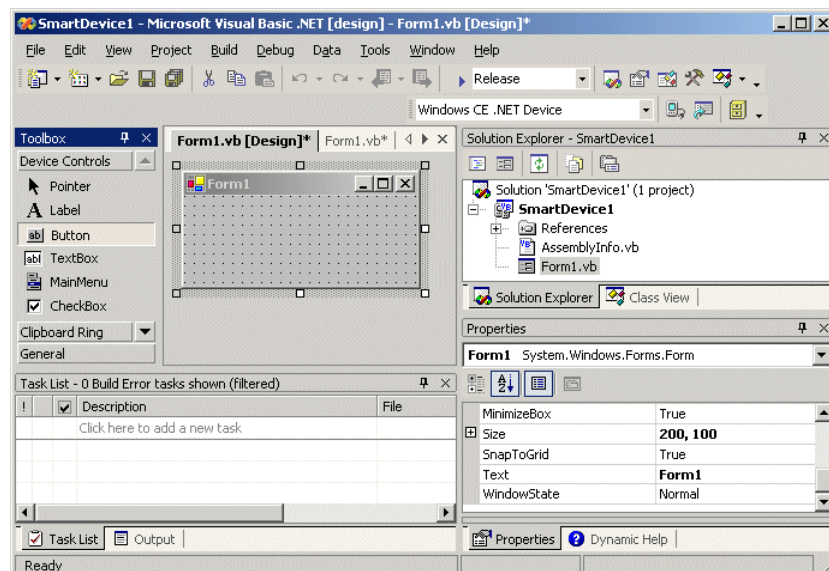 SmartDevice1 - Microsoft Visual Basic .NET [design] - Form1.vb [Design]*
File Edit View Project Build Debug Data Tools Window Help
Release
Windows CE .NET Device
Toolbox
Device Controls
Pointer
Label
Button
TextBox
MainMenu
CheckBox
Clipboard Ring
General
Form1.vb [Design]* Form1.vb*
Form1
Solution Explorer - SmartDevice1
Solution 'SmartDevice1' (1 project)
SmartDevice1
References
AssemblyInfo.vb
Form1.vb
Solution Explorer Class View
Properties
Form1 System.Windows.Forms.Form
MinimizeBox True
Size 200, 100
SnapToGrid True
Text Form1
WindowState Normal
Properties Dynamic Help
Task List - 0 Build Error tasks shown (filtered)
! Description File
Click here to add a new task
Task List Output
Ready